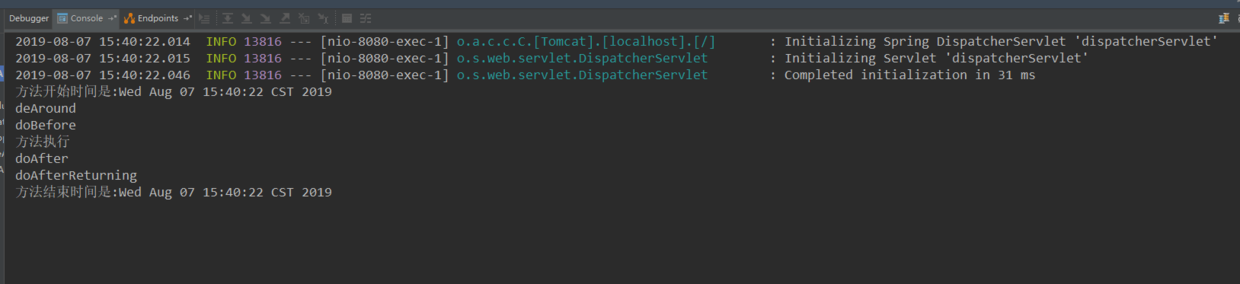 Debugger Console Endpoints
2019-08-07 15:40:22.014 INFO 13816 --- [nio-8080-exec-1] o.a.c.c.C.[Tomcat].[localhost].[/] : Initializing Spring DispatcherServlet 'dispatcherServlet'
2019-08-07 15:40:22.015 INFO 13816 --- [nio-8080-exec-1] o.s.web.servlet.DispatcherServlet : Initializing Servlet 'dispatcherServlet'
2019-08-07 15:40:22.046 INFO 13816 --- [nio-8080-exec-1] o.s.web.servlet.DispatcherServlet : Completed initialization in 31 ms
方法开始时间是:Wed Aug 07 15:40:22 CST 2019
deAround
doBefore
方法执行
doAfter
doAfterReturning
方法结束时间是:Wed Aug 07 15:40:22 CST 2019